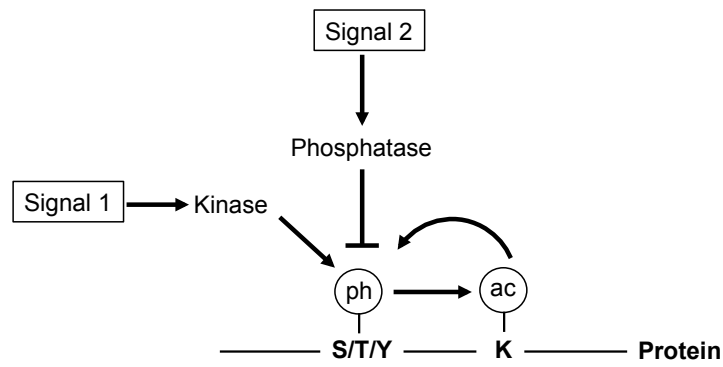 Signal 2
Phosphatase
Signal 1
Kinase
ph
ac
S/T/Y
K
Protein